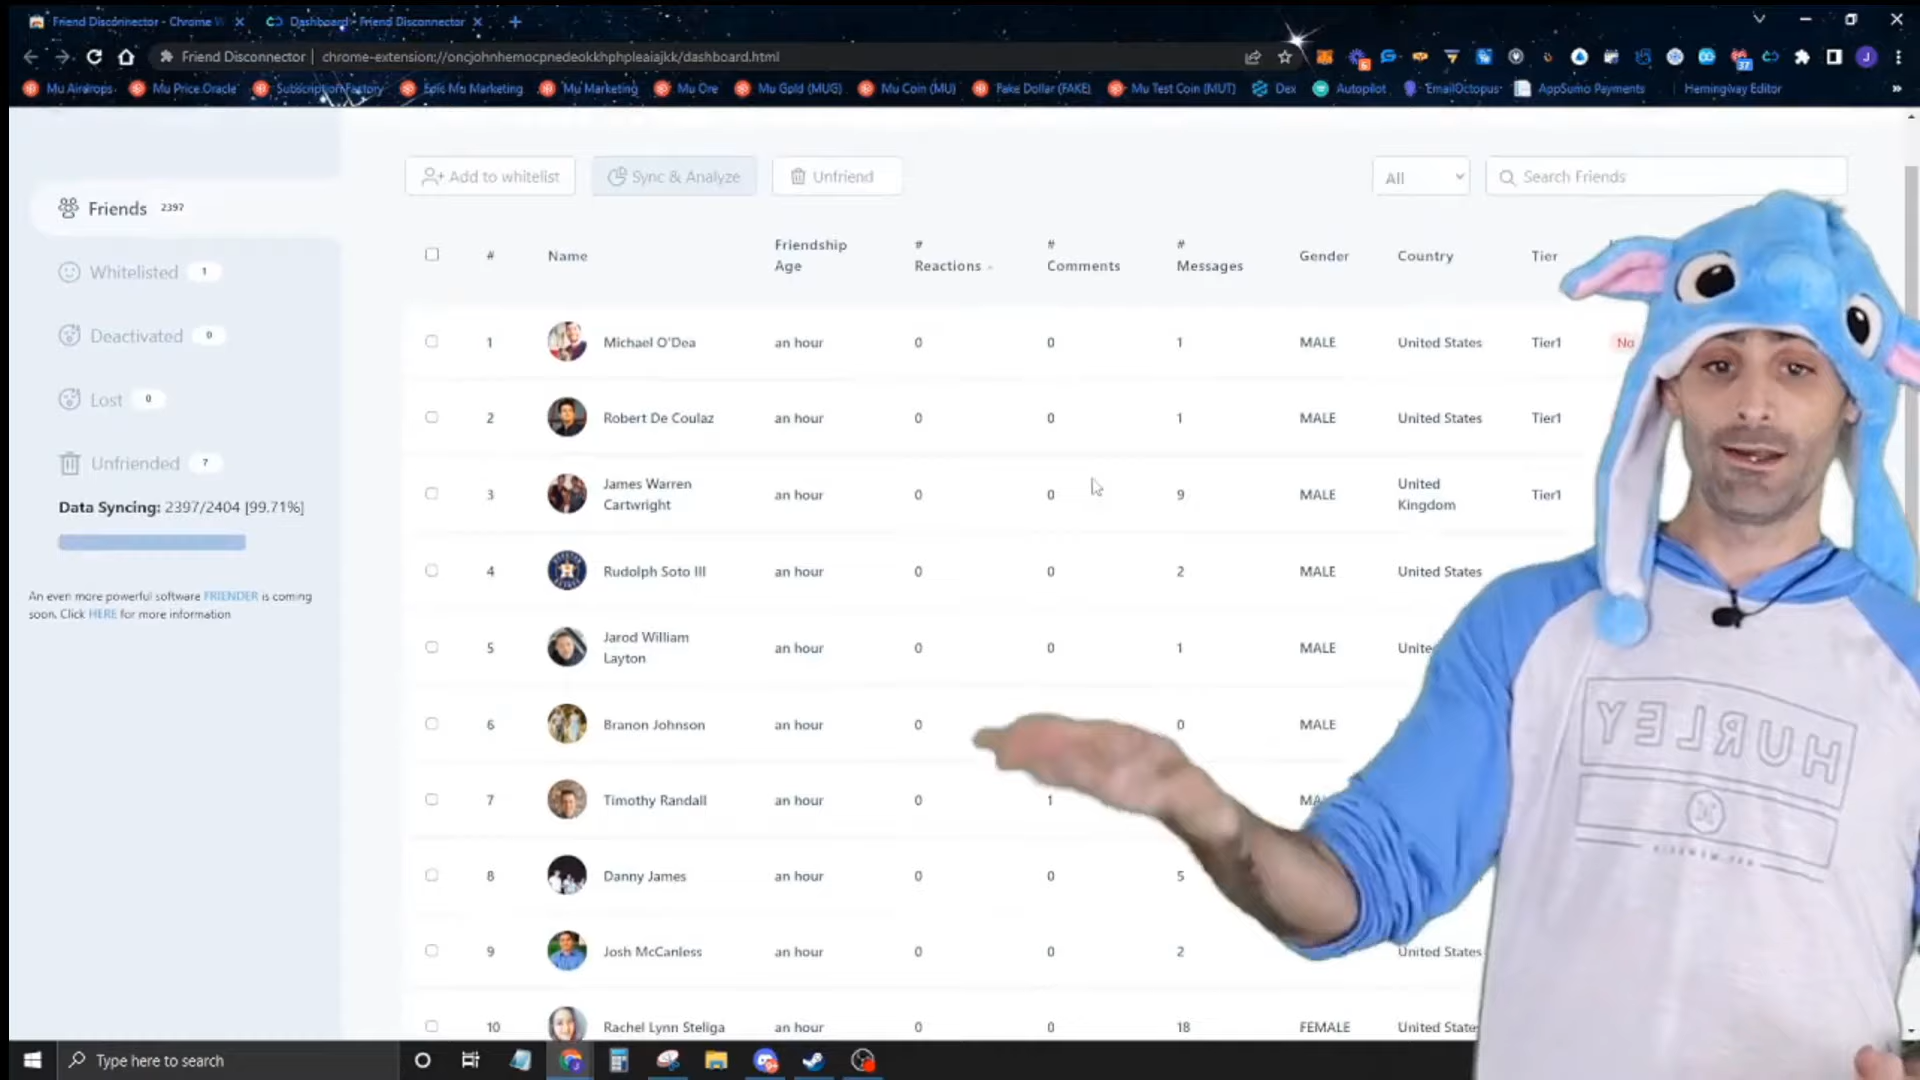 Friend Disconnector - Chrome W
Dashboard - Friend Disconnector
Friend Disconnector | chrome-extension://oncjohnhemocpnedeokkhphpleaiajkk/dashboard.html
Mu Airdrops
Mu Price Oracle
Subscription Factory
Epic Mu Marketing
Mu Marketing
Mu Ore
Mu Gold (MUG)
Mu Coin (MU)
Fake Dollar (FAKE)
Mu Test Coin (MUT)
Dex
Autopilot
EmailOctopus
AppSumo Payments
Hemingway Editor
Add to whitelist
Sync & Analyze
Unfriend
All
Search Friends
Friends 2397
Whitelisted 1
Deactivated 0
Lost 0
Unfriended 7
Data Syncing: 2397/2404 [99.71%]
An even more powerful software FRIENDER is coming
soon. Click HERE for more information
# Name Friendship Age # Reactions # Comments # Messages Gender Country Tier
1 Michael O'Dea an hour 0 0 1 MALE United States Tier1 No
2 Robert De Coulaz an hour 0 0 1 MALE United States Tier1
3 James Warren Cartwright an hour 0 0 9 MALE United Kingdom Tier1
4 Rudolph Soto III an hour 0 0 2 MALE United States
5 Jarod William Layton an hour 0 0 1 MALE Unite
6 Branon Johnson an hour 0 0 MALE
7 Timothy Randall an hour 0 1 MA
8 Danny James an hour 0 0 5
9 Josh McCanless an hour 0 0 2 United States
10 Rachel Lynn Steliga an hour 0 0 18 FEMALE United State
HURLEY
Type here to search